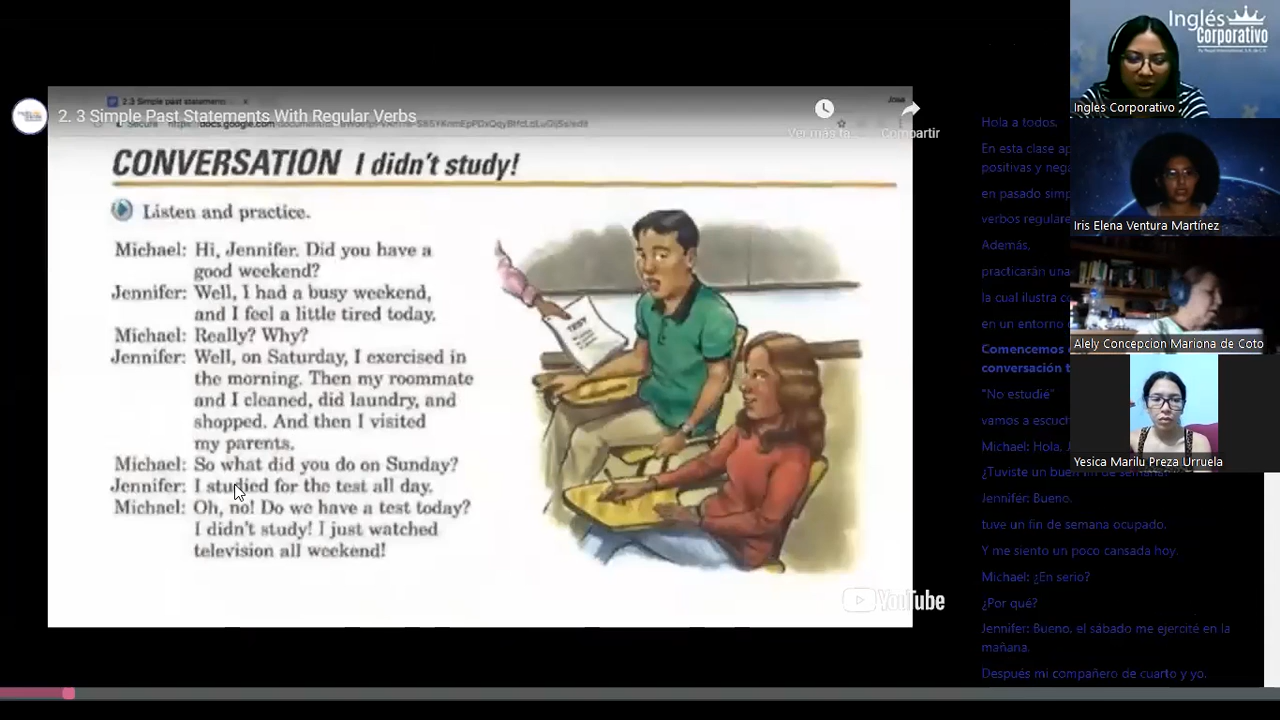 2.3 Simple past statements
2. 3 Simple Past Statements With Regular Verbs
Ver más ta...
Compartir
CONVERSATION I didn't study!
Listen and practice.
Michael: Hi, Jennifer. Did you have a
good weekend?
Jennifer: Well, I had a busy weekend,
and I feel a little tired today.
Michael: Really? Why?
Jennifer: Well, on Saturday, I exercised in
the morning. Then my roommate
and I cleaned, did laundry, and
shopped. And then I visited
my parents.
Michael: So what did you do on Sunday?
Jennifer: I studied for the test all day.
Michael: Oh, no! Do we have a test today?
I didn't study! I just watched
television all weekend!
TEST
YouTube
Inglés
Corporativo
Ingles Corporativo
Iris Elena Ventura Martínez
Alely Concepcion Mariona de Coto
Yesica Marilu Preza Urruela
Hola a todos,
En esta clase ap
positivas y nega
en pasado simp
verbos regulare
Además,
practicarán una
la cual ilustra c
en un entorno
Comencemos
conversación t
"No estudié"
vamos a escuch
Michael: Hola, J
¿Tuviste un buen fin de semana?
Jennifer: Bueno,
tuve un fin de semana ocupado.
Y me siento un poco cansada hoy.
Michael: ¿En serio?
¿Por qué?
Jennifer: Bueno, el sábado me ejercité en la
mañana.
Después mi compañero de cuarto y yo,